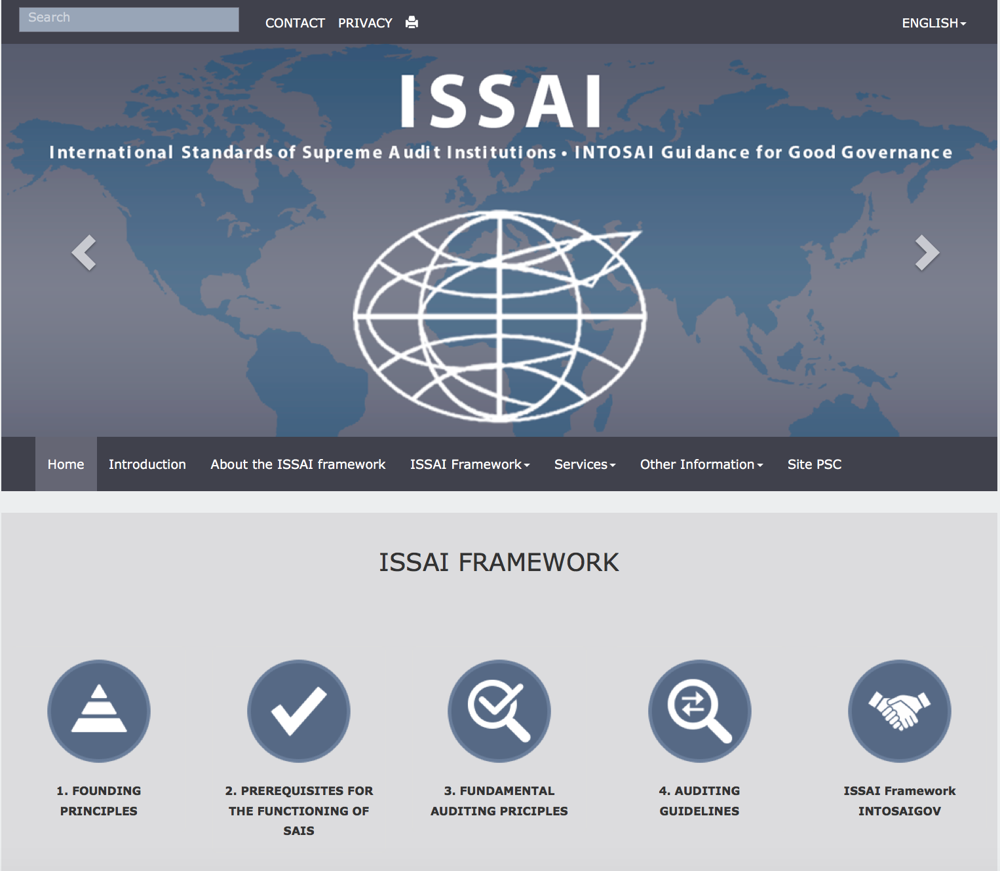 Search
CONTACT PRIVACY
ENGLISH
ISSAI
International Standards of Supreme Audit Institutions • INTOSAI Guidance for Good Governance
Home Introduction About the ISSAI framework ISSAI Framework Services Other Information Site PSC
ISSAI FRAMEWORK
1. FOUNDING
PRINCIPLES
2. PREREQUISITES FOR
THE FUNCTIONING OF
SAIS
3. FUNDAMENTAL
AUDITING PRICIPLES
4. AUDITING
GUIDELINES
ISSAI Framework
INTOSAIGOV